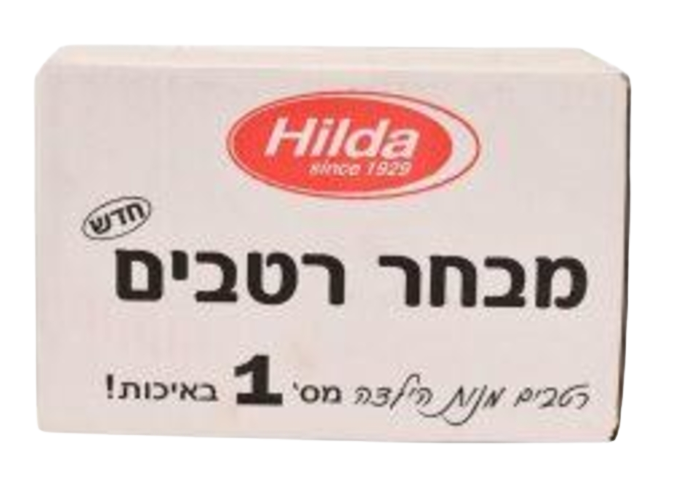 Hilda
since 1929
חדש
מבחר רטבים
רטבים מנות הילדה מס' 1 באיכות!